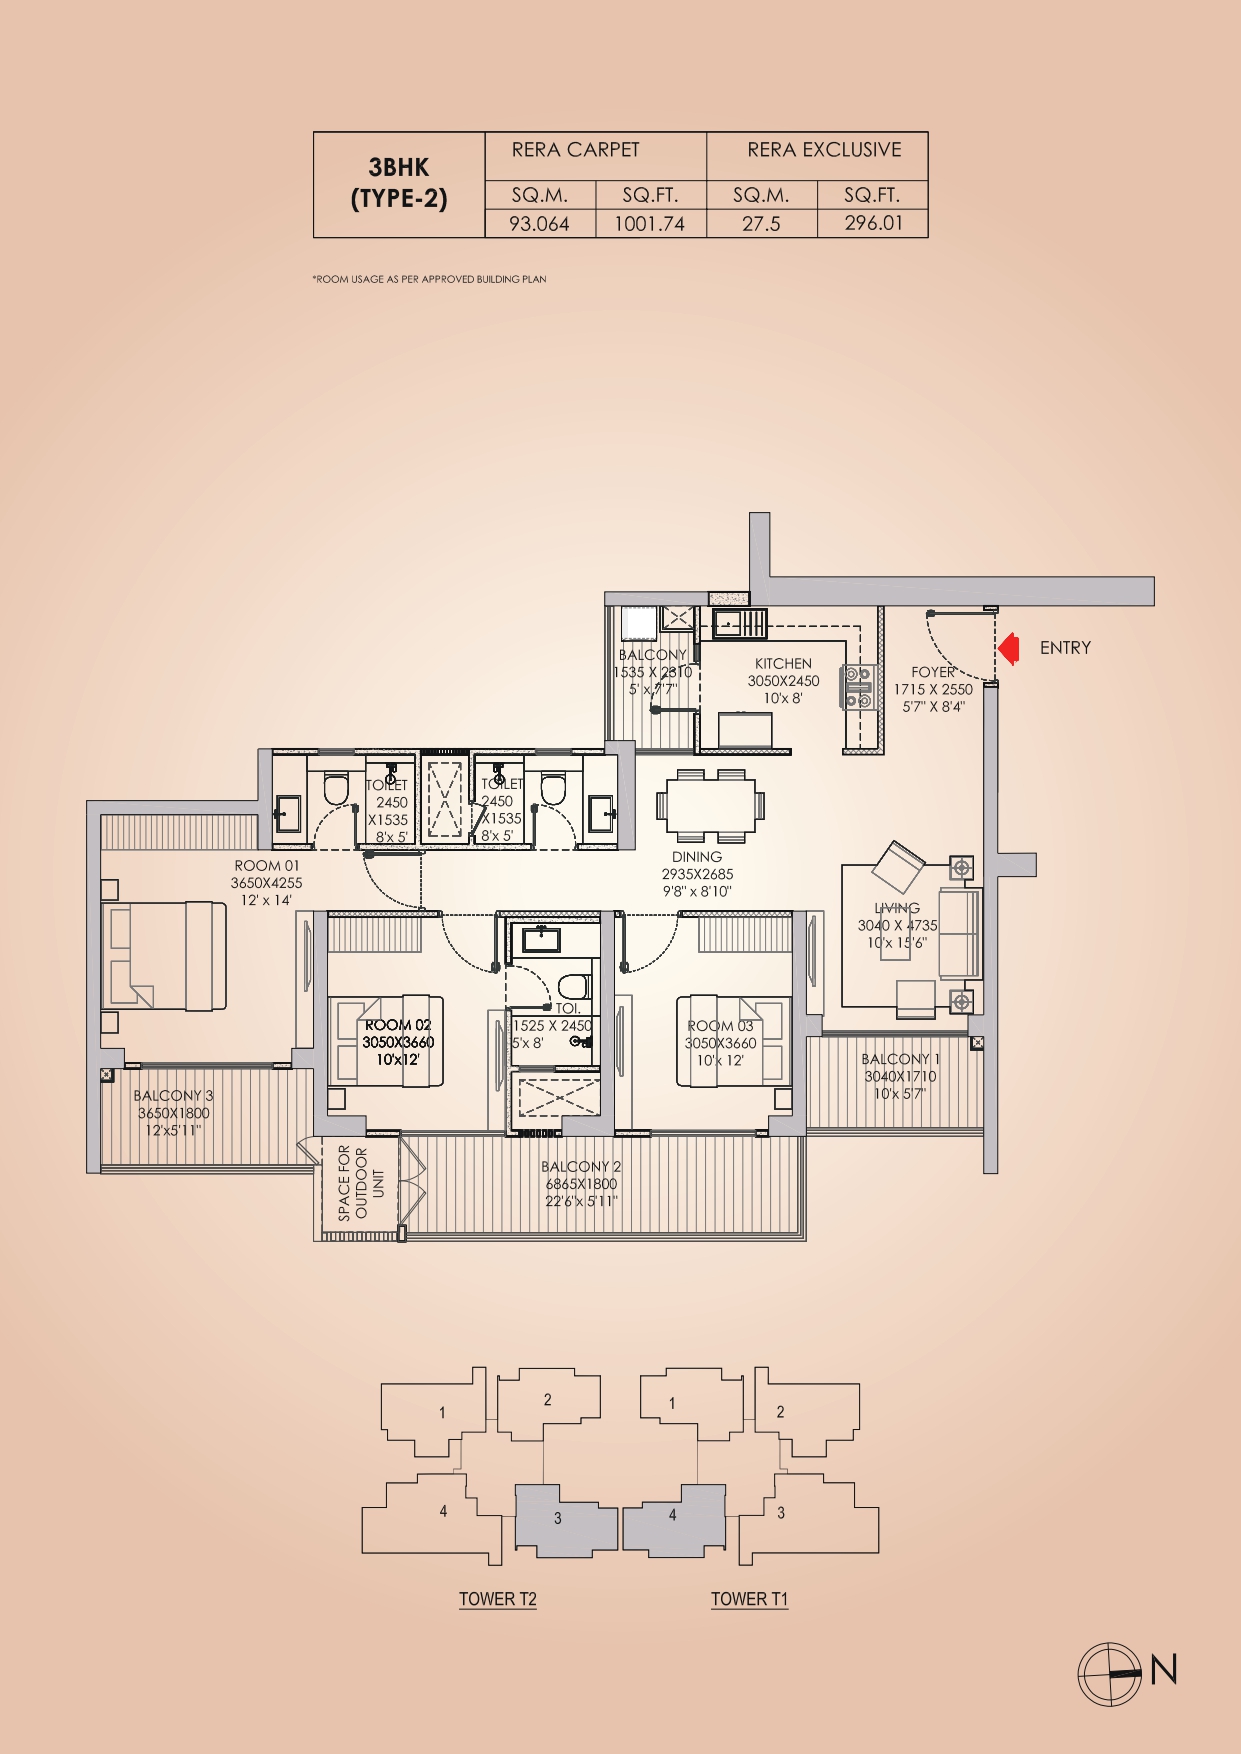 3BHK
(TYPE-2)
RERA CARPET
RERA EXCLUSIVE
SQ.M.
SQ.FT.
SQ.M.
SQ.FT.
93.064
1001.74
27.5
296.01
*ROOM USAGE AS PER APPROVED BUILDING PLAN
ENTRY
BALCONY
1535 X 2310
5' x 7'7"
KITCHEN
3050X2450
10'x 8'
FOYER
1715 X 2550
5'7" X 8'4"
TOILET
2450
X1535
8'x 5'
TOILET
2450
X1535
8'x 5'
DINING
2935X2685
9'8" x 8'10"
ROOM 01
3650X4255
12' x 14'
LIVING
3040 X 4735
10'x 15'6"
TOI.
1525 X 2450
5'x 8'
ROOM 02
3050X3660
10'x12'
ROOM 03
3050X3660
10'x 12'
BALCONY 1
3040X1710
10'x 5'7"
BALCONY 3
3650X1800
12'x5'11"
SPACE FOR
OUTDOOR
UNIT
BALCONY 2
6865X1800
22'6"x 5'11"
1
2
1
2
4
3
4
3
TOWER T2
TOWER T1
N